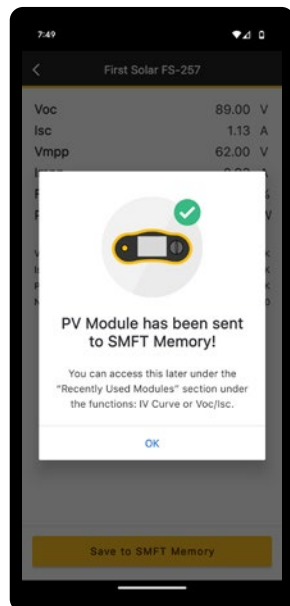 7:49
First Solar FS-257
Voc 89.00 V
Isc 1.13 A
Vmpp 62.00 V
PV Module has been sent
to SMFT Memory!
You can access this later under the
"Recently Used Modules" section under
the functions: IV Curve or Voc/Isc.
OK
Save to SMFT Memory